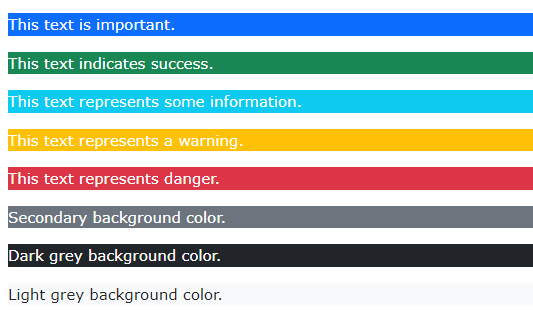 This text is important.
This text indicates success.
This text represents some information.
This text represents a warning.
This text represents danger.
Secondary background color.
Dark grey background color.
Light grey background color.